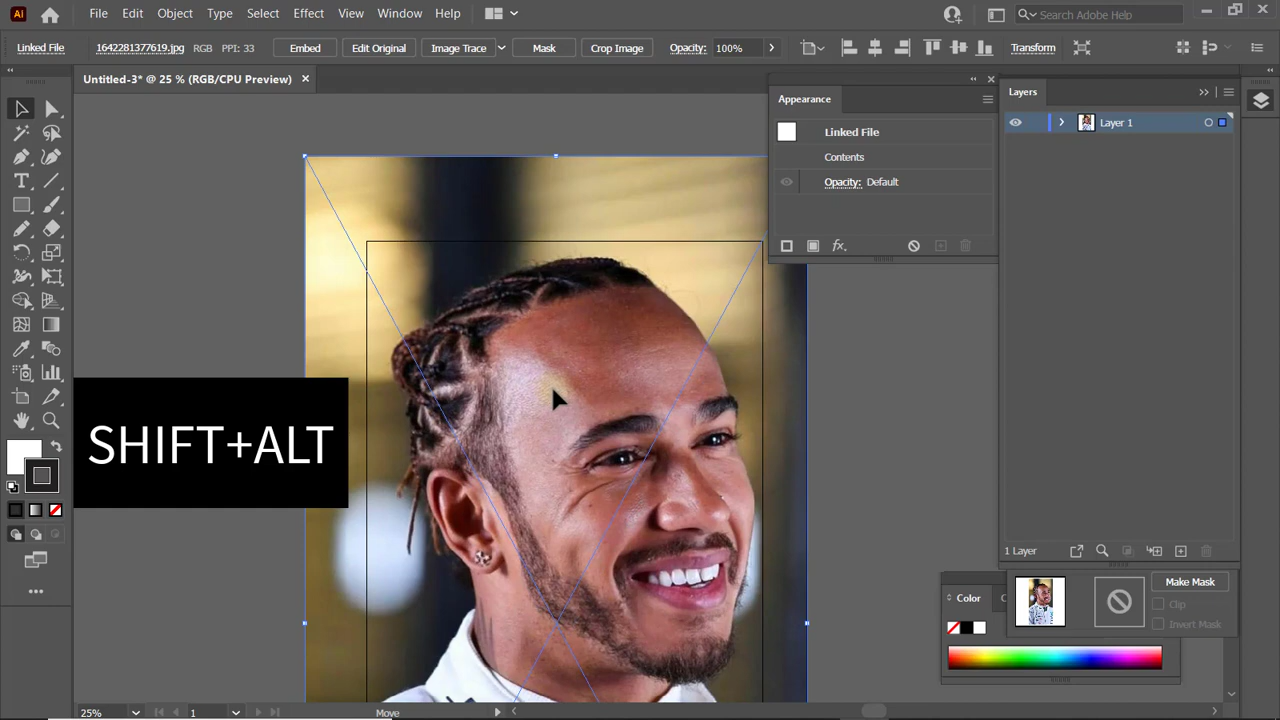 Ai
File Edit Object Type Select Effect View Window Help
Search Adobe Help
Linked File 1642281377619.jpg RGB PPI: 33 Embed Edit Original Image Trace Mask Crop Image Opacity: 100% Transform
Untitled-3* @ 25 % (RGB/CPU Preview)
Appearance
Linked File
Contents
Opacity: Default
Layers
Layer 1
SHIFT+ALT
1 Layer
Color
Make Mask
Clip
Invert Mask
25% 1 Move